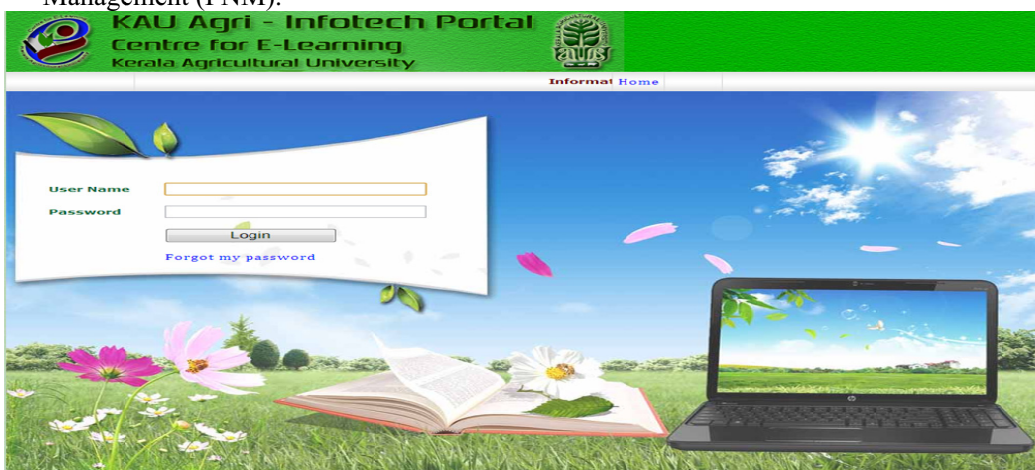 Management (PNM).
KAU Agri - Infotech Portal
Centre for E-Learning
Kerala Agricultural University
Informat Home
User Name
Password
Login
Forgot my password